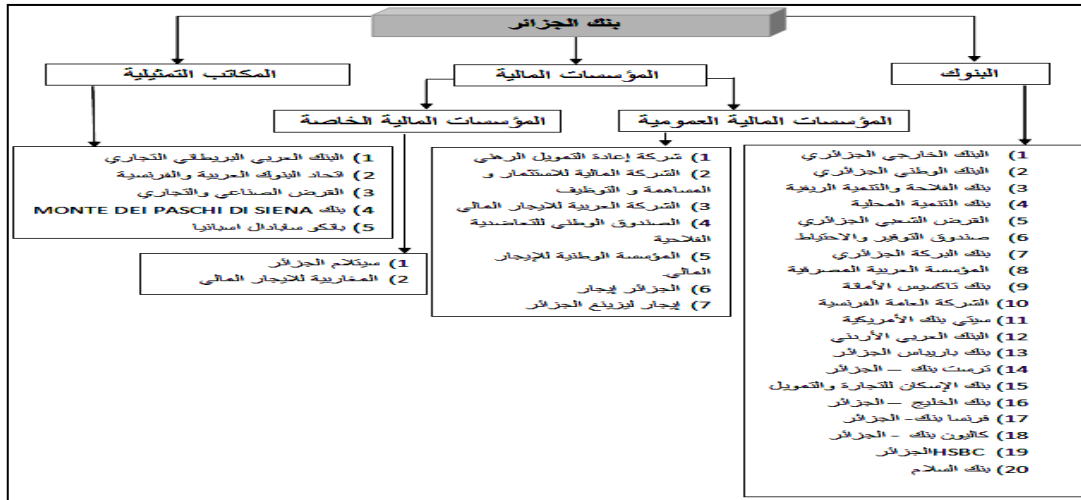 بنك الجزائر
البنوك
المؤسسات المالية
المكاتب التمثيلية
المؤسسات المالية العمومية
المؤسسات المالية الخاصة
1) البنك الخارجي الجزائري
2) البنك الوطني الجزائري
3) بنك الفلاحة والتنمية الريفية
4) بنك التنمية المحلية
5) القرض الشعبي الجزائري
6) صندوق التوفير والاحتياط
7) بنك البركة الجزائري
8) المؤسسة العربية المصرفية
9) بنك تاكسيس الأمانة
10) الشركة العامة الفرنسية
11) سيتي بنك الأمريكية
12) البنك العربي الأردني
13) بنك باريباس الجزائر
14) ترست بنك – الجزائر
15) بنك الإسكان للتجارة والتمويل
16) بنك الخليج – الجزائر
17) فرنسا بنك- الجزائر
18) كاليون بنك - الجزائر
19) HSBCالجزائر
20) بنك السلام
1) شركة إعادة التمويل الرهني
2) الشركة المالية للاستثمار و
المساهمة و التوظيف
3) الشركة العربية للايجار المالي
4) الصندوق الوطني للتعاضدية
الفلاحية
5) المؤسسة الوطنية للإيجار
المالي.
6) الجزائر إيجار
7) إيجار ليزينغ الجزائر
1) سيتلام الجزائر
2) المغاربية للايجار المالي
1) البنك العربي البريطاني التجاري
2) اتحاد البنوك العربية والفرنسية
3) القرض الصناعي والتجاري
4) بنك MONTE DEI PASCHI DI SIENA
5) بانكو سابادال اسبانيا